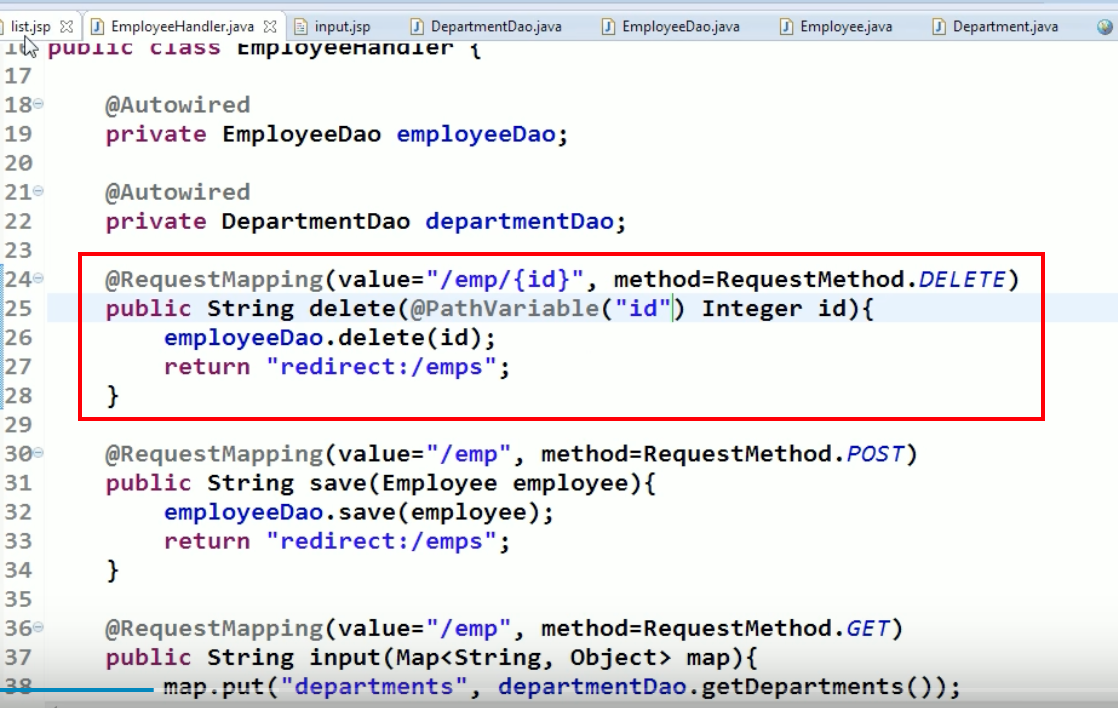 list.jsp EmployeeHandler.java input.jsp DepartmentDao.java EmployeeDao.java Employee.java Department.java
16 public class EmployeeHandler {
17
18 @Autowired
19 private EmployeeDao employeeDao;
20
21 @Autowired
22 private DepartmentDao departmentDao;
23
24 @RequestMapping(value="/emp/{id}", method=RequestMethod.DELETE)
25 public String delete(@PathVariable("id") Integer id){
26 employeeDao.delete(id);
27 return "redirect:/emps";
28 }
29
30 @RequestMapping(value="/emp", method=RequestMethod.POST)
31 public String save(Employee employee){
32 employeeDao.save(employee);
33 return "redirect:/emps";
34 }
35
36 @RequestMapping(value="/emp", method=RequestMethod.GET)
37 public String input(Map<String, Object> map){
38 map.put("departments", departmentDao.getDepartments());